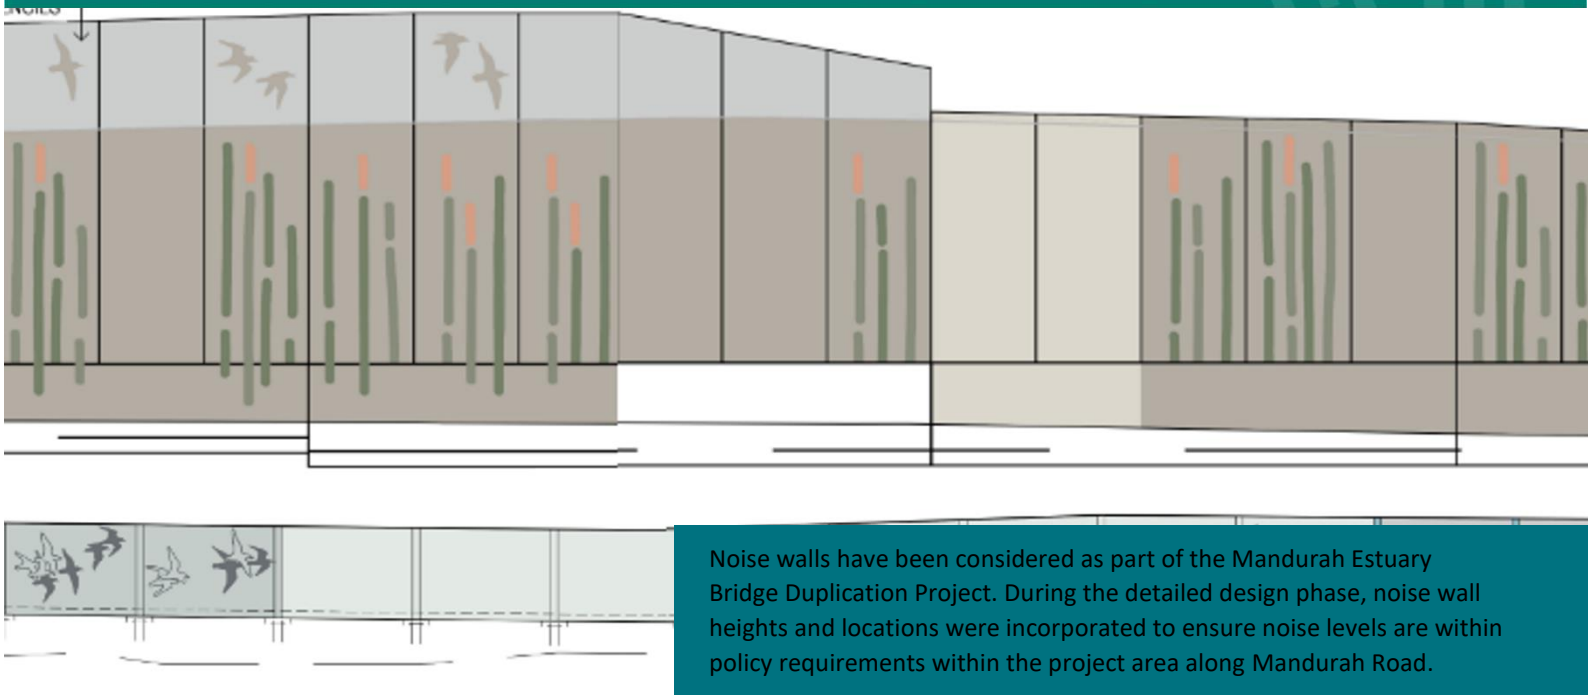 Noise walls have been considered as part of the Mandurah Estuary
Bridge Duplication Project. During the detailed design phase, noise wall
heights and locations were incorporated to ensure noise levels are within
policy requirements within the project area along Mandurah Road.